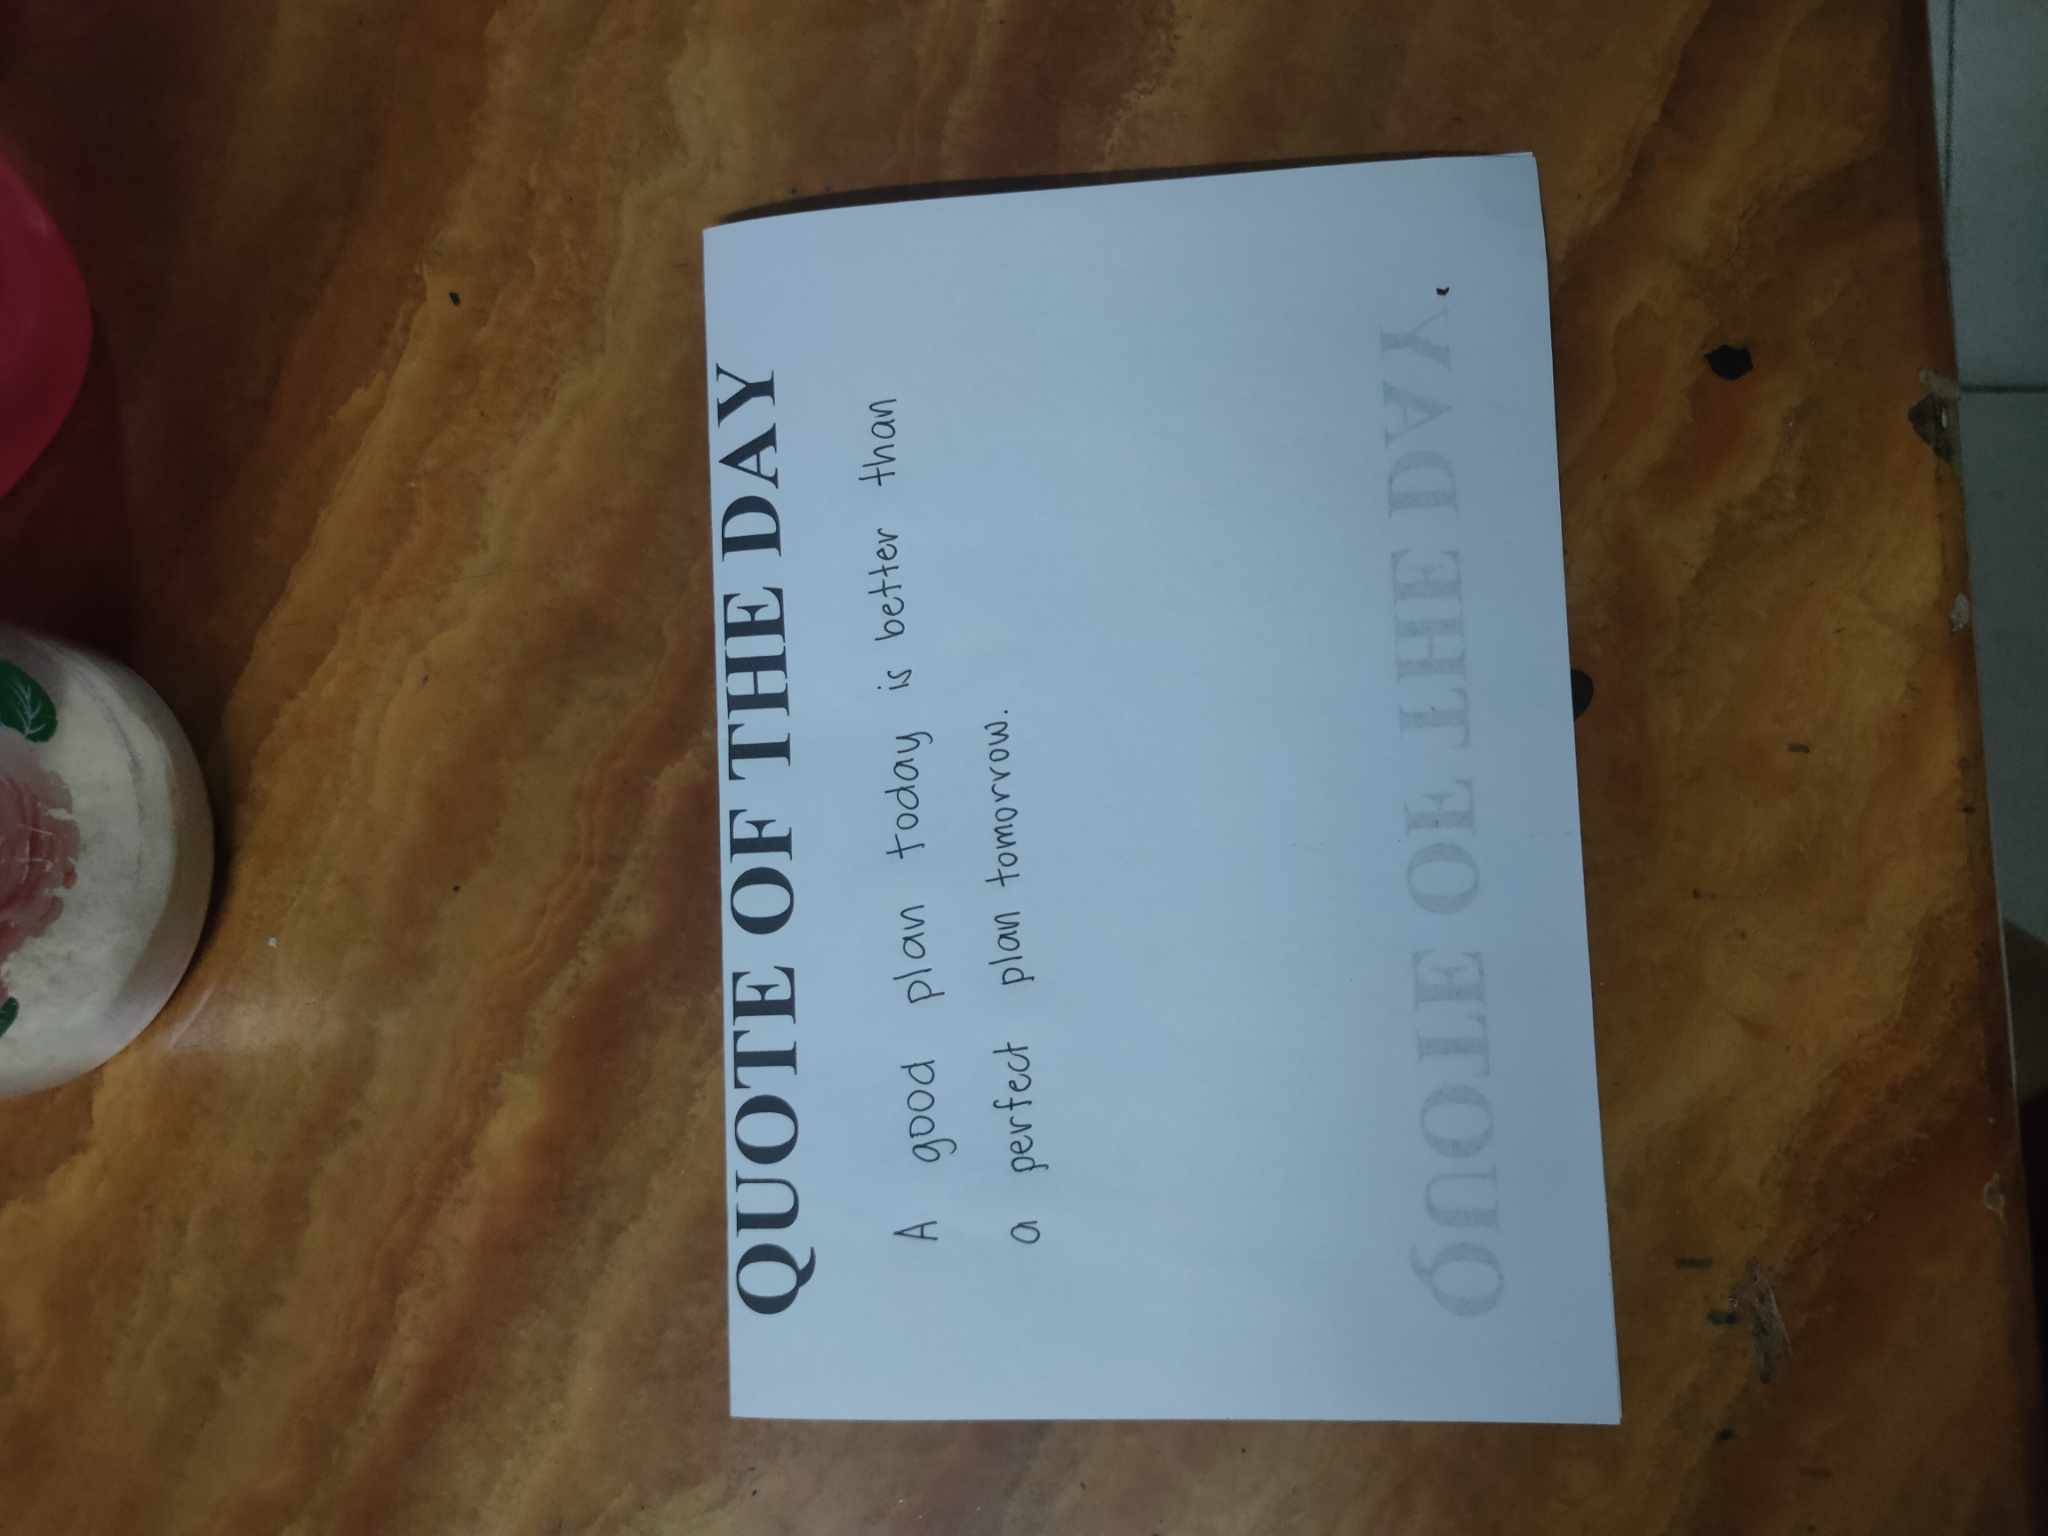 QUOTE OF THE DAY
A good plan today is better than
a perfect plan tomorrow.
QUOTE OF THE DAY